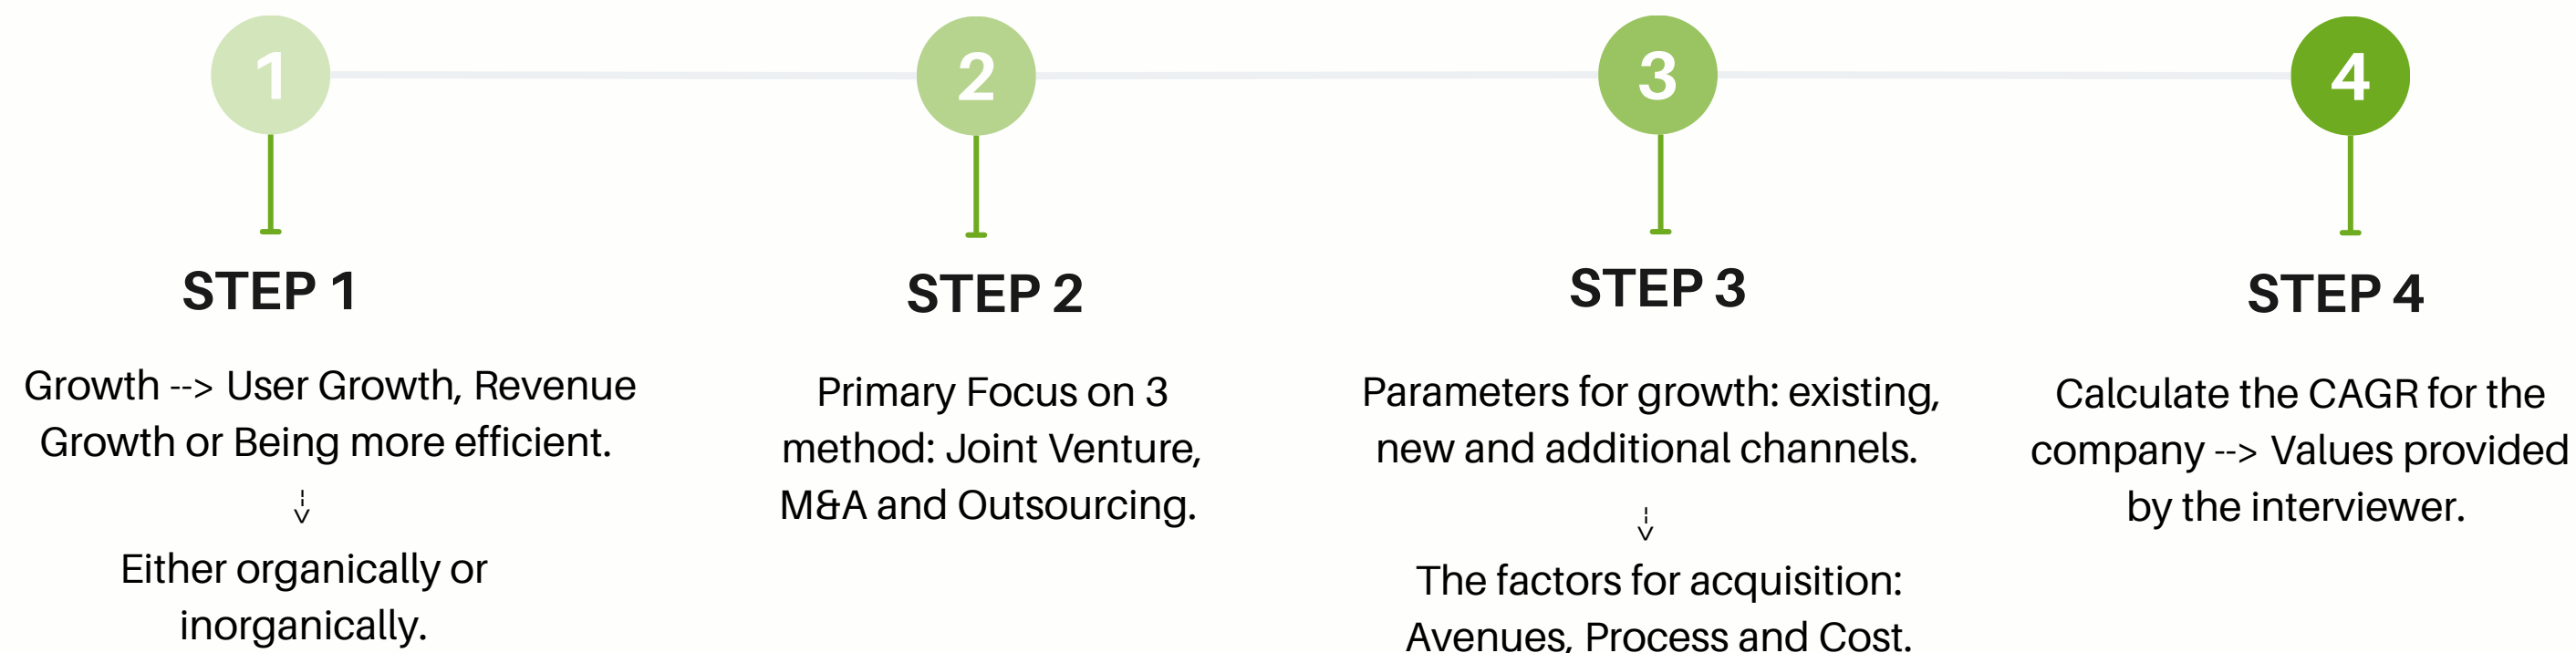 1
2
3
4
STEP 1
Growth --> User Growth, Revenue
Growth or Being more efficient.
Either organically or
inorganically.
STEP 2
Primary Focus on 3
method: Joint Venture,
M&A and Outsourcing.
STEP 3
Parameters for growth: existing,
new and additional channels.
The factors for acquisition:
Avenues, Process and Cost.
STEP 4
Calculate the CAGR for the
company --> Values provided
by the interviewer.